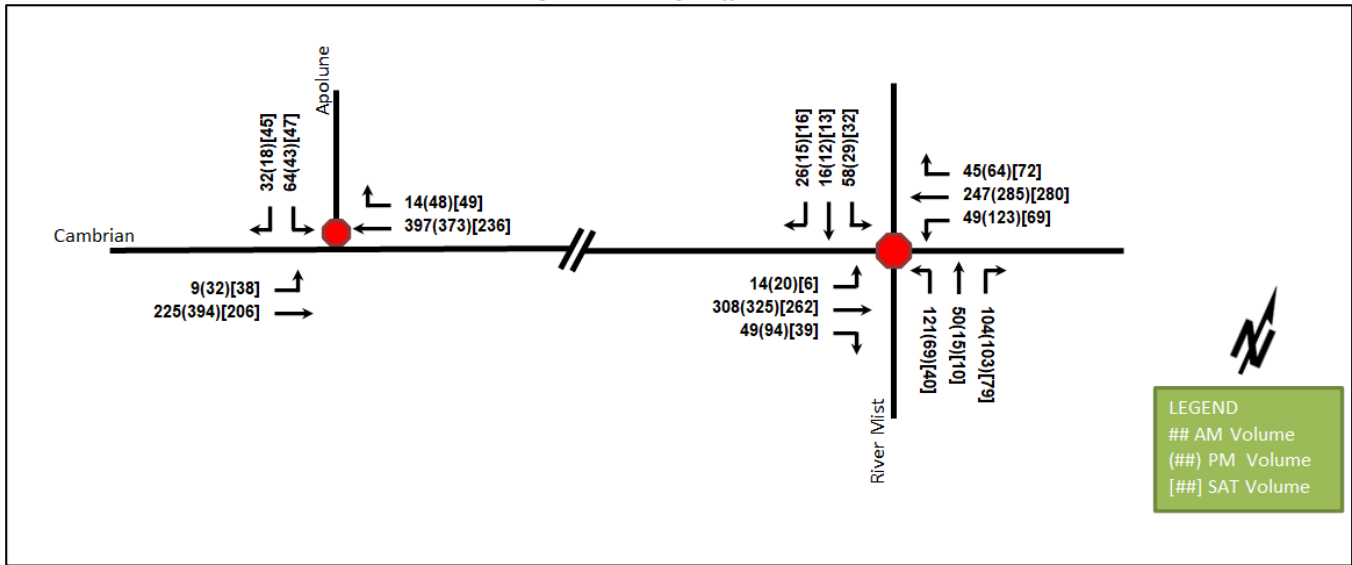 Apolune
32(18)[45]
64(43)[47]
14(48)[49]
397(373)[236]
Cambrian
9(32)[38]
225(394)[206]
26(15)[16]
16(12)[13]
58(29)[32]
45(64)[72]
247(285)[280]
49(123)[69]
14(20)[6]
308(325)[262]
49(94)[39]
121(69)[40]
50(15)[10]
104(103)[79]
River Mist
N
LEGEND
## AM Volume
(##) PM Volume
[##] SAT Volume